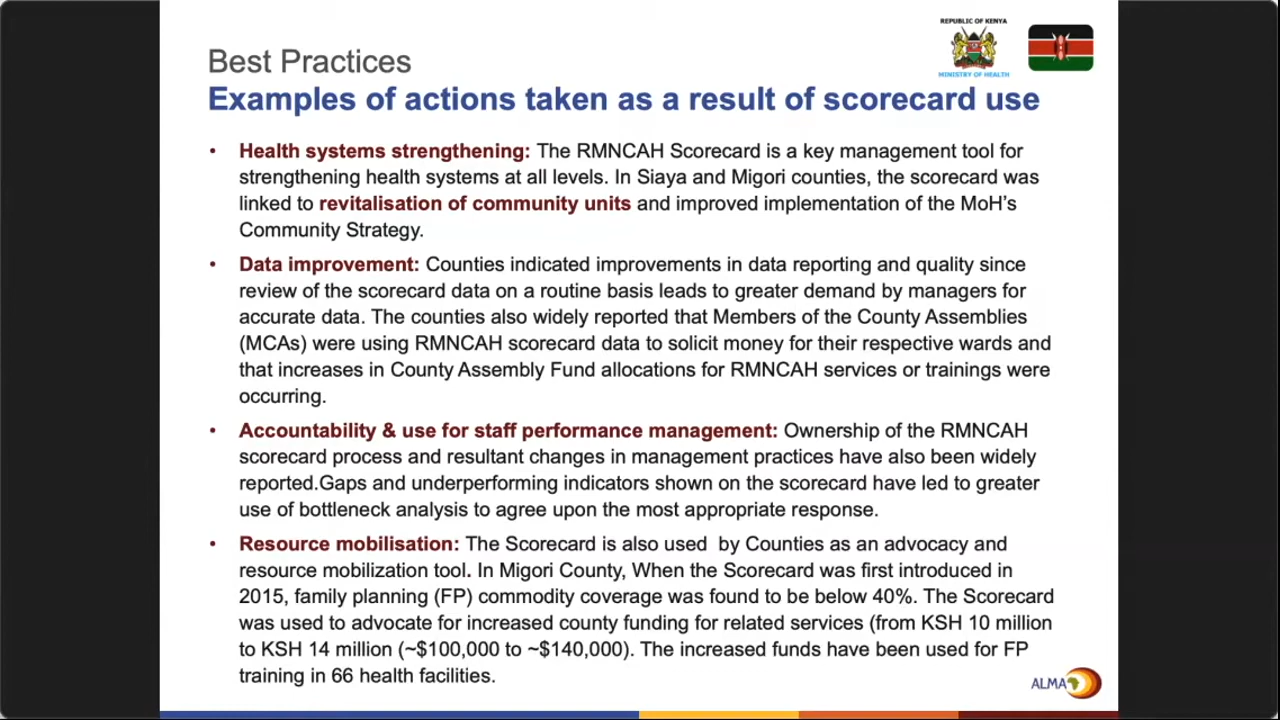 REPUBLIC OF KENYA
MINISTRY OF HEALTH
Best Practices
Examples of actions taken as a result of scorecard use
• Health systems strengthening: The RMNCAH Scorecard is a key management tool for
strengthening health systems at all levels. In Siaya and Migori counties, the scorecard was
linked to revitalisation of community units and improved implementation of the MoH's
Community Strategy.
• Data improvement: Counties indicated improvements in data reporting and quality since
review of the scorecard data on a routine basis leads to greater demand by managers for
accurate data. The counties also widely reported that Members of the County Assemblies
(MCAs) were using RMNCAH scorecard data to solicit money for their respective wards and
that increases in County Assembly Fund allocations for RMNCAH services or trainings were
occurring.
• Accountability & use for staff performance management: Ownership of the RMNCAH
scorecard process and resultant changes in management practices have also been widely
reported.Gaps and underperforming indicators shown on the scorecard have led to greater
use of bottleneck analysis to agree upon the most appropriate response.
• Resource mobilisation: The Scorecard is also used  by Counties as an advocacy and
resource mobilization tool. In Migori County, When the Scorecard was first introduced in
2015, family planning (FP) commodity coverage was found to be below 40%. The Scorecard
was used to advocate for increased county funding for related services (from KSH 10 million
to KSH 14 million (~$100,000 to ~$140,000). The increased funds have been used for FP
training in 66 health facilities.
ALMA